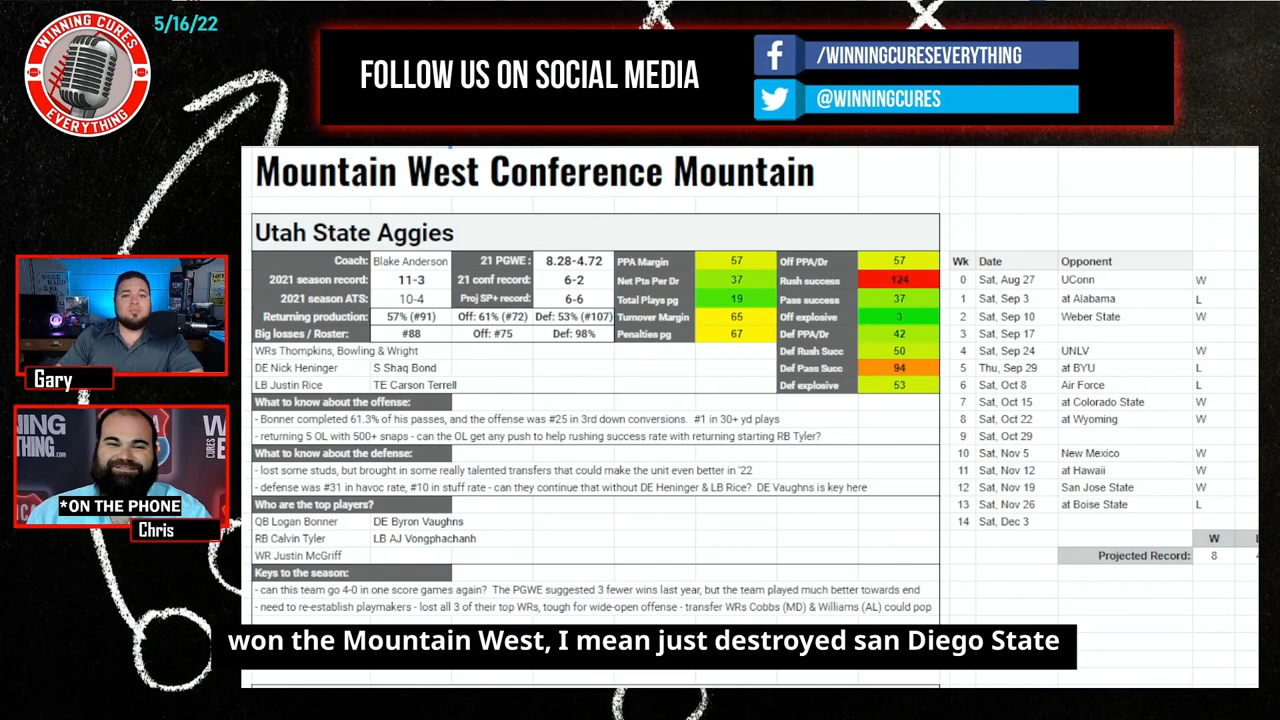 WINNING CURES
EVERYTHING
5/16/22
FOLLOW US ON SOCIAL MEDIA
/WINNINGCURESEVERYTHING
@WINNINGCURES
Mountain West Conference Mountain
Utah State Aggies
Coach: Blake Anderson 21 PGWE : 8.28-4.72 PPA Margin 57 Off PPA/Dr 57
2021 season record: 11-3 21 conf record: 6-2 Net Pts Per Dr 37 Rush success 124
2021 season ATS: 10-4 Proj SP+ record: 6-6 Total Plays pg 19 Pass success 37
Returning production: 57% (#91) Off: 61% (#72) Def: 53% (#107) Turnover Margin 65 Off explosive 3
Big losses / Roster: #88 Off: #75 Def: 98% Penalties pg 67 Def PPA/Dr 42
WRs Thompkins, Bowling & Wright Def Rush Succ 50
DE Nick Heninger S Shaq Bond Def Pass Succ 94
LB Justin Rice TE Carson Terrell Def explosive 53
What to know about the offense:
- Bonner completed 61.3% of his passes, and the offense was #25 in 3rd down conversions. #1 in 30+ yd plays
- returning 5 OL with 500+ snaps - can the OL get any push to help rushing success rate with returning starting RB Tyler?
What to know about the defense:
- lost some studs, but brought in some really talented transfers that could make the unit even better in '22
- defense was #31 in havoc rate, #10 in stuff rate - can they continue that without DE Heninger & LB Rice? DE Vaughns is key here
Who are the top players?
QB Logan Bonner DE Byron Vaughns
RB Calvin Tyler LB AJ Vongphachanh
WR Justin McGriff
Keys to the season:
- can this team go 4-0 in one score games again? The PGWE suggested 3 fewer wins last year, but the team played much better towards end
- need to re-establish playmakers - lost all 3 of their top WRs, tough for wide-open offense - transfer WRs Cobbs (MD) & Williams (AL) could pop
Wk Date Opponent
0 Sat, Aug 27 UConn W
1 Sat, Sep 3 at Alabama L
2 Sat, Sep 10 Weber State W
3 Sat, Sep 17
4 Sat, Sep 24 UNLV W
5 Thu, Sep 29 at BYU L
6 Sat, Oct 8 Air Force L
7 Sat, Oct 15 at Colorado State W
8 Sat, Oct 22 at Wyoming W
9 Sat, Oct 29
10 Sat, Nov 5 New Mexico W
11 Sat, Nov 12 at Hawaii W
12 Sat, Nov 19 San Jose State W
13 Sat, Nov 26 at Boise State L
14 Sat, Dec 3
W
Projected Record: 8
Gary
*ON THE PHONE
Chris
won the Mountain West, I mean just destroyed san Diego State